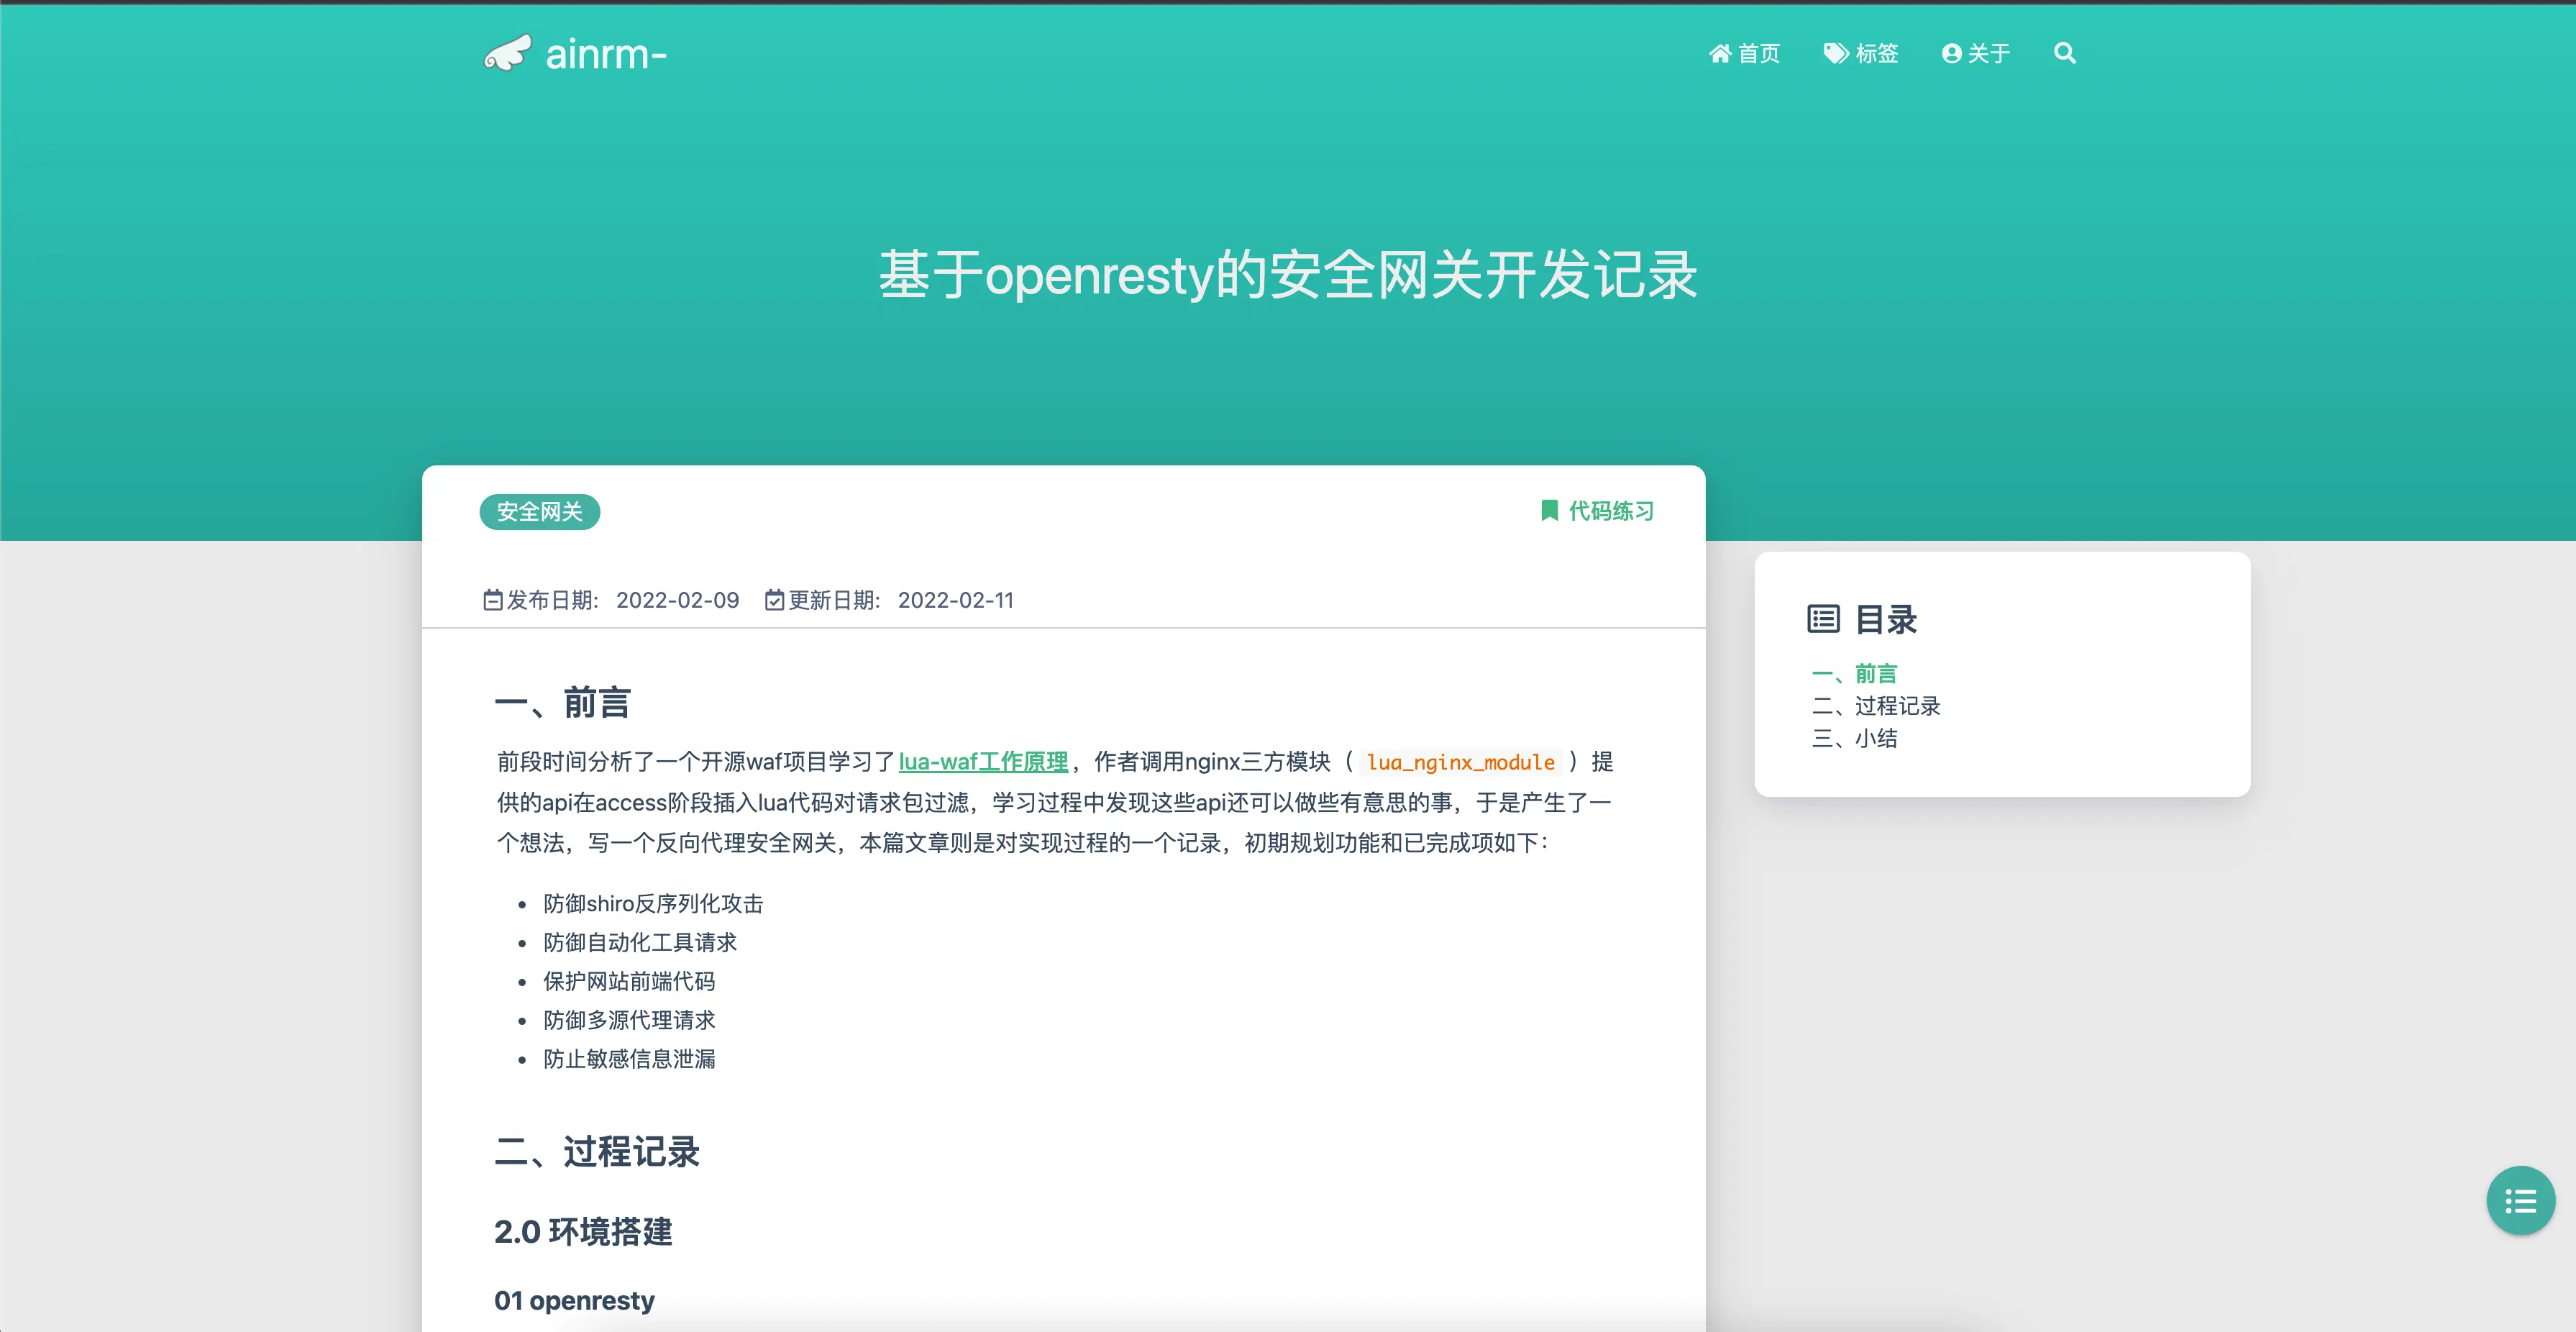 ainrm-
首页 标签 关于
基于openresty的安全网关开发记录
安全网关
代码练习
发布日期: 2022-02-09 更新日期: 2022-02-11
一、前言
前段时间分析了一个开源waf项目学习了lua-waf工作原理，作者调用nginx三方模块（lua_nginx_module）提
供的api在access阶段插入lua代码对请求包过滤，学习过程中发现这些api还可以做些有意思的事，于是产生了一
个想法，写一个反向代理安全网关，本篇文章则是对实现过程的一个记录，初期规划功能和已完成项如下：
• 防御shiro反序列化攻击
• 防御自动化工具请求
• 保护网站前端代码
• 防御多源代理请求
• 防止敏感信息泄漏
二、过程记录
2.0 环境搭建
01 openresty
目录
一、前言
二、过程记录
三、小结